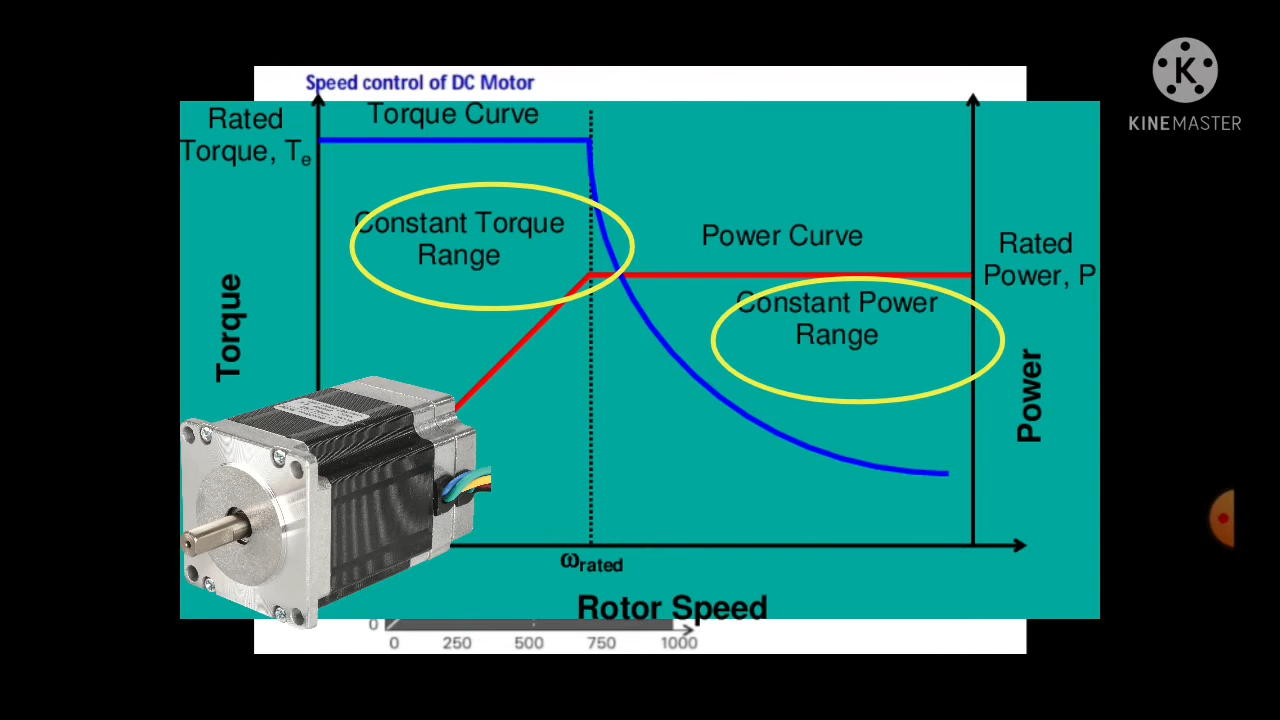 Speed control of DC Motor
K
KINEMASTER
Rated
Torque, Te
Torque Curve
Constant Torque
Range
Power Curve
Rated
Power, P
Constant Power
Range
Torque
Power
ωrated
Rotor Speed
0
0 250 500 750 1000